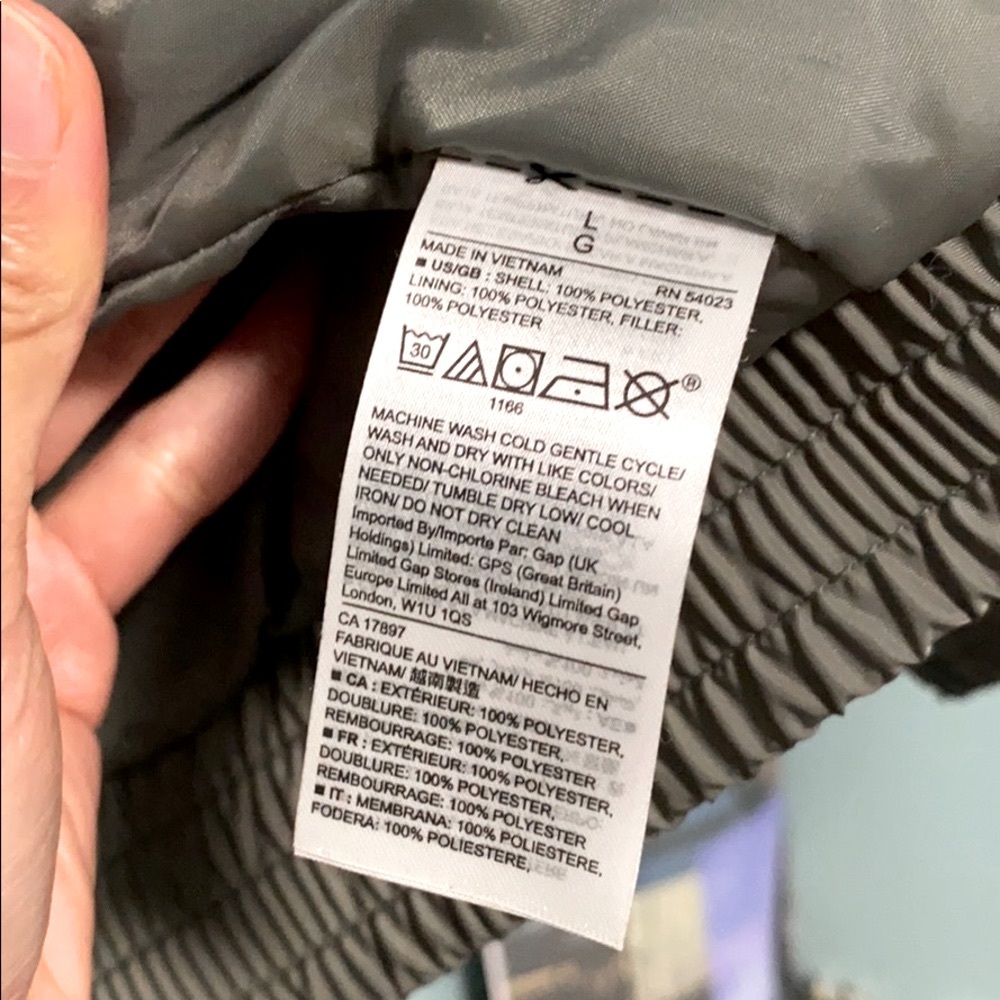 L
G
MADE IN VIETNAM
RN 54023
■ US/GB : SHELL: 100% POLYESTER,
LINING: 100% POLYESTER, FILLER:
100% POLYESTER
30
®
1166
MACHINE WASH COLD GENTLE CYCLE/
WASH AND DRY WITH LIKE COLORS/
ONLY NON-CHLORINE BLEACH WHEN
NEEDED/ TUMBLE DRY LOW/ COOL
IRON/ DO NOT DRY CLEAN
Imported By/Importe Par: Gap (UK
Holdings) Limited: GPS (Great Britain)
Limited Gap Stores (Ireland) Limited Gap
Europe Limited All at 103 Wigmore Street,
London, W1U 1QS
CA 17897
FABRIQUE AU VIETNAM/ HECHO EN
VIETNAM/ 越南製造
■ CA : EXTÉRIEUR: 100% POLYESTER,
DOUBLURE: 100% POLYESTER,
REMBOURRAGE: 100% POLYESTER
■ FR : EXTÉRIEUR: 100% POLYESTER,
DOUBLURE: 100% POLYESTER,
REMBOURRAGE: 100% POLYESTER
■ IT : MEMBRANA: 100% POLIESTERE,
FODERA: 100% POLIESTERE,